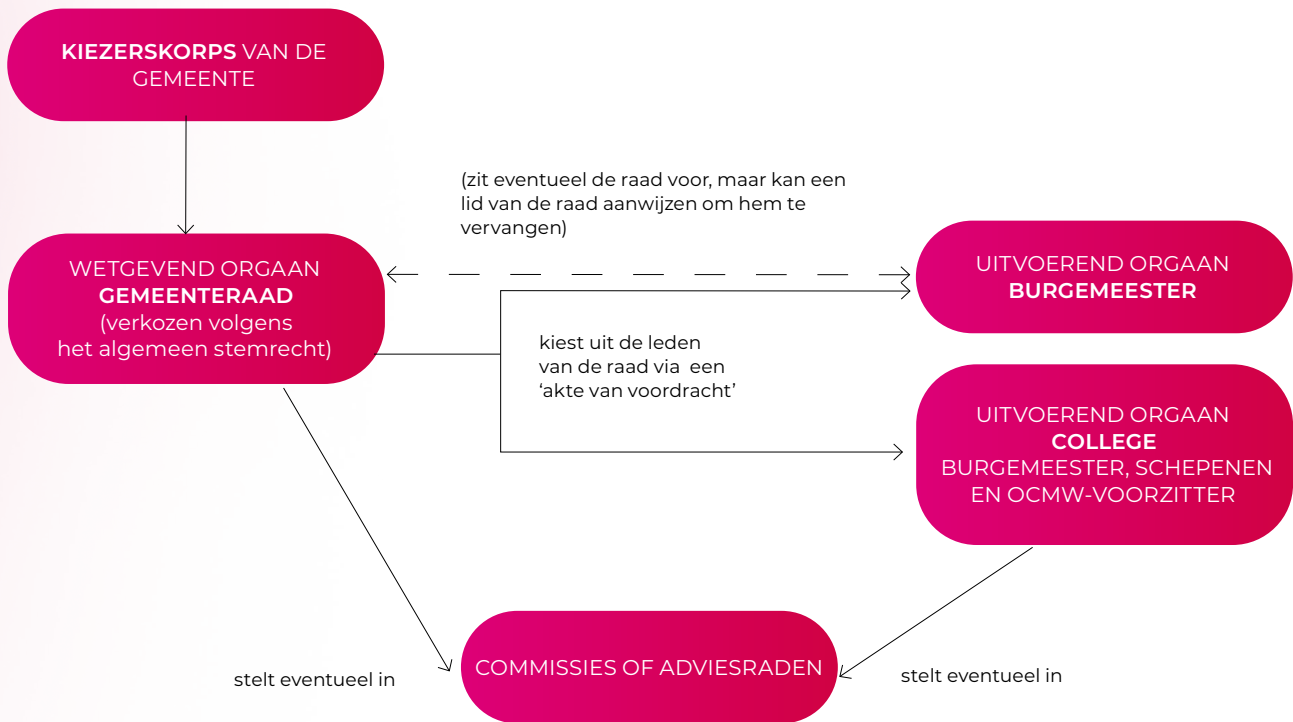 KIEZERSKORPS VAN DE
GEMEENTE
(zit eventueel de raad voor, maar kan een
lid van de raad aanwijzen om hem te
vervangen)
WETGEVEND ORGAAN
GEMEENTERAAD
(verkozen volgens
het algemeen stemrecht)
UITVOEREND ORGAAN
BURGEMEESTER
kiest uit de leden
van de raad via een
‘akte van voordracht’
UITVOEREND ORGAAN
COLLEGE
BURGEMEESTER, SCHEPENEN
EN OCMW-VOORZITTER
COMMISSIES OF ADVIESRADEN
stelt eventueel in
stelt eventueel in